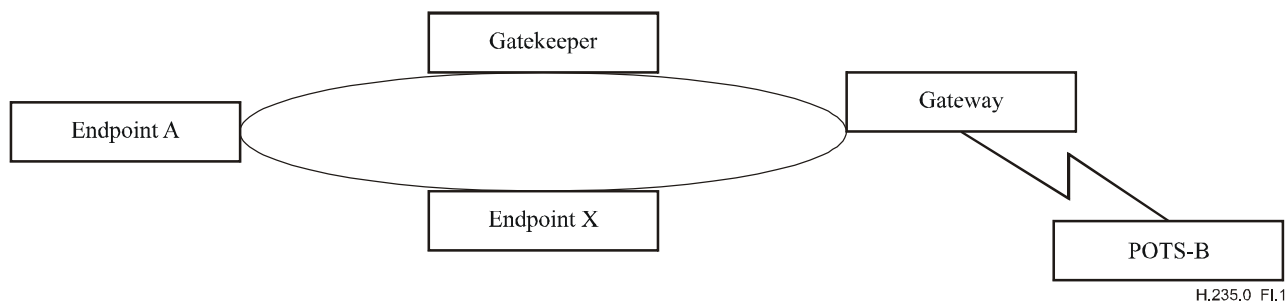 Gatekeeper
Gateway
Endpoint A
Endpoint X
POTS-B
H.235.0_FI.1